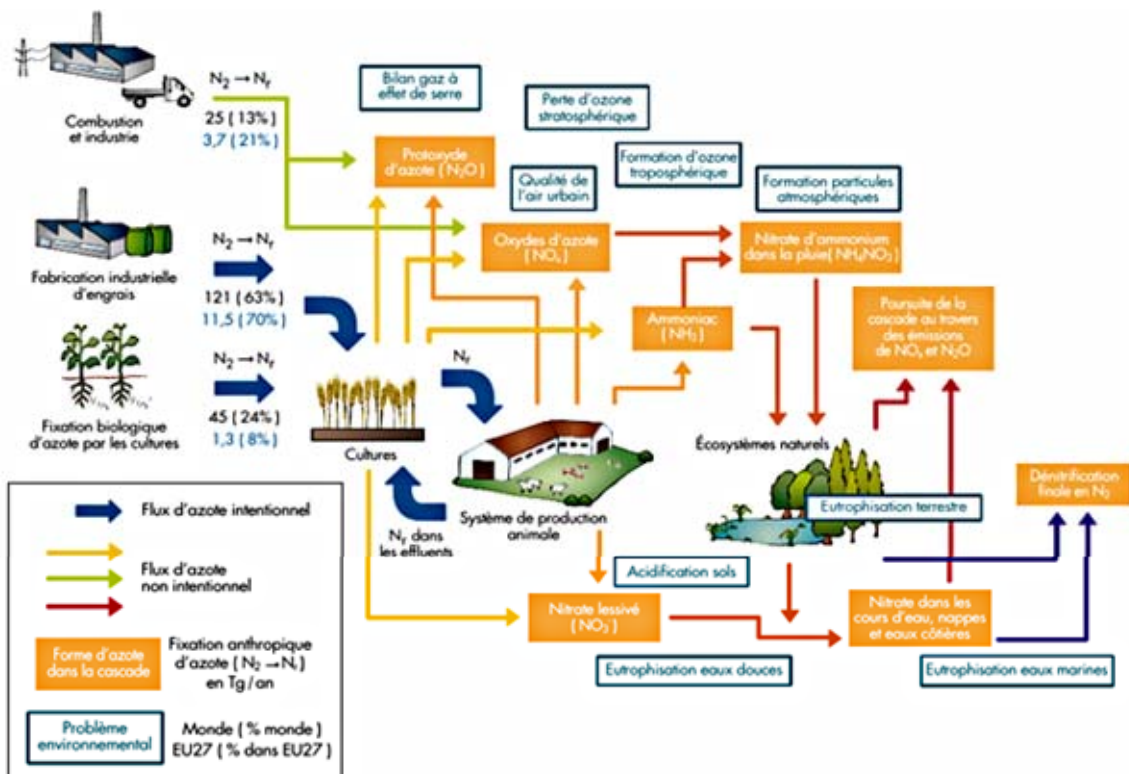 N₂ → Nᵣ
25 ( 13% )
3,7 ( 21% )
Combustion
et industrie
Bilan gaz à
effet de serre
Perte d'ozone
stratosphérique
Formation d'ozone
troposphérique
Formation particules
atmosphériques
Qualité de
l'air urbain
Protoxyde
d'azote ( N₂O )
Oxydes d'azote
( NOₓ )
Nitrate d'ammonium
dans la pluie( NH₄NO₃ )
Ammoniac
( NH₃ )
Poursuite de la
cascade au travers
des émissions
de NOₓ et N₂O
Fabrication industrielle
d'engrais
N₂ → Nᵣ
121 ( 63% )
11,5 ( 70% )
N₂ → Nᵣ
45 ( 24% )
1,3 ( 8% )
Fixation biologique
d'azote par les cultures
Cultures
Nᵣ
Nᵣ dans
les effluents
Système de production
animale
Écosystèmes naturels
Eutrophisation terrestre
Dénitrification
finale en N₂
Acidification sols
Nitrate lessivé
( NO₃⁻ )
Nitrate dans les
cours d'eau, nappes
et eaux côtières
Eutrophisation eaux douces
Eutrophisation eaux marines
Flux d'azote intentionnel
Flux d'azote
non intentionnel
Forme d'azote
dans la cascade
Fixation anthropique
d'azote ( N₂ → Nᵣ )
en Tg/an
Problème
environnemental
Monde ( % monde )
EU27 ( % dans EU27 )